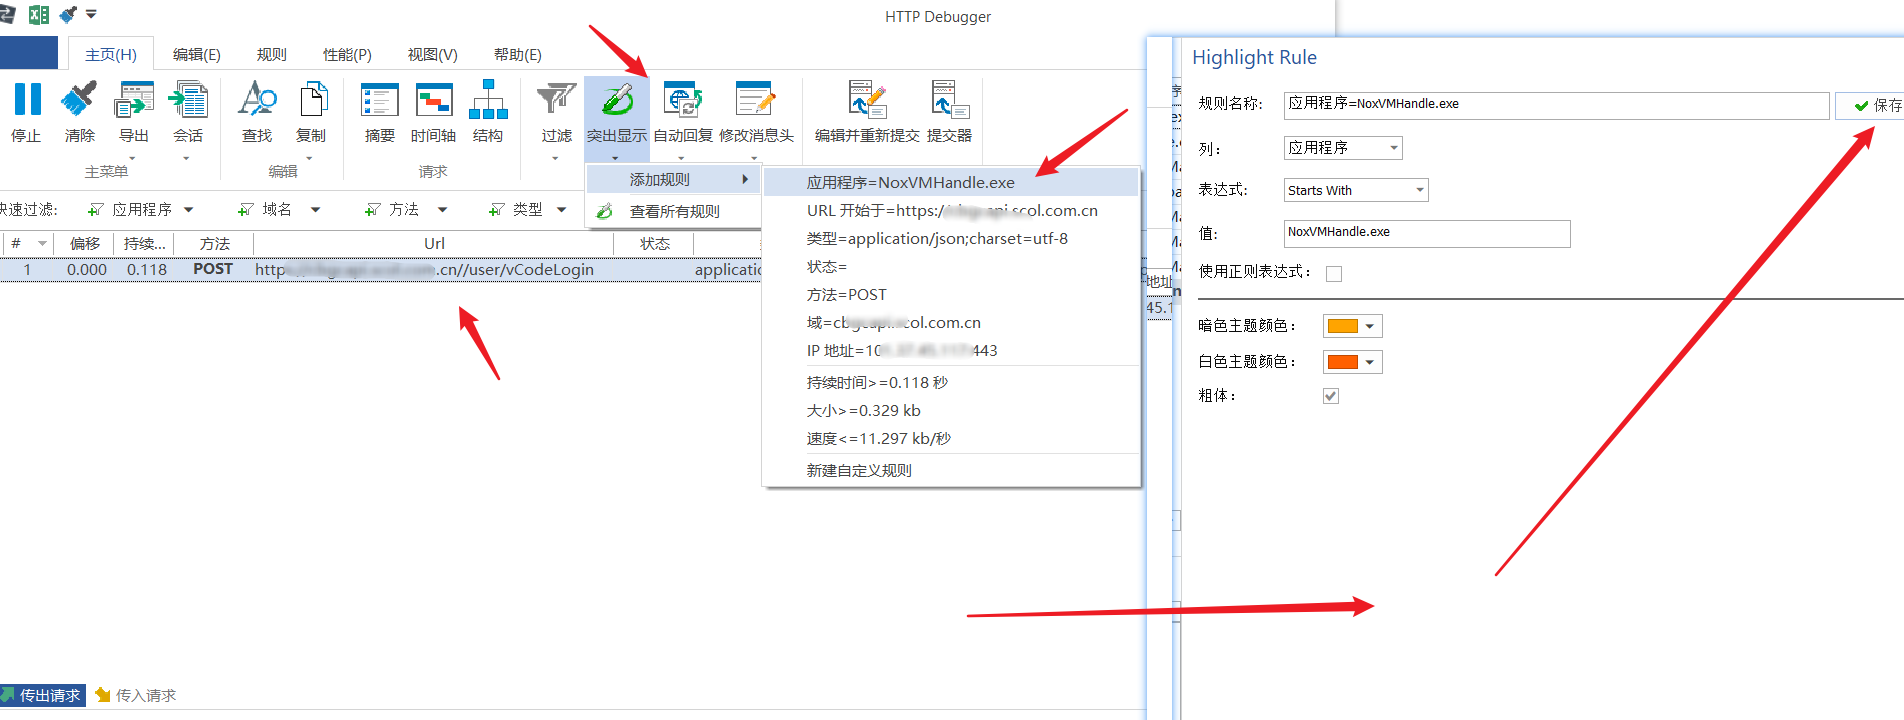 HTTP Debugger
主页(H) 编辑(E) 规则 性能(P) 视图(V) 帮助(E)
停止 清除 导出 会话 查找 复制 摘要 时间轴 结构 过滤 突出显示 自动回复 修改消息头 编辑并重新提交 提交器
主菜单 编辑 请求
快速过滤: 应用程序 域名 方法 类型
添加规则
查看所有规则
# 偏移 持续... 方法 Url 状态
1 0.000 0.118 POST http .cn//user/vCodeLogin applicatio
应用程序=NoxVMHandle.exe
URL 开始于=https:/ api.scol.com.cn
类型=application/json;charset=utf-8
状态=
方法=POST
域=cbgcapi.scol.com.cn
IP 地址=10 443
持续时间>=0.118 秒
大小>=0.329 kb
速度<=11.297 kb/秒
新建自定义规则
地址
45.1
传出请求 传入请求
Highlight Rule
规则名称: 应用程序=NoxVMHandle.exe 保存
列: 应用程序
表达式: Starts With
值: NoxVMHandle.exe
使用正则表达式:
暗色主题颜色:
白色主题颜色:
粗体: